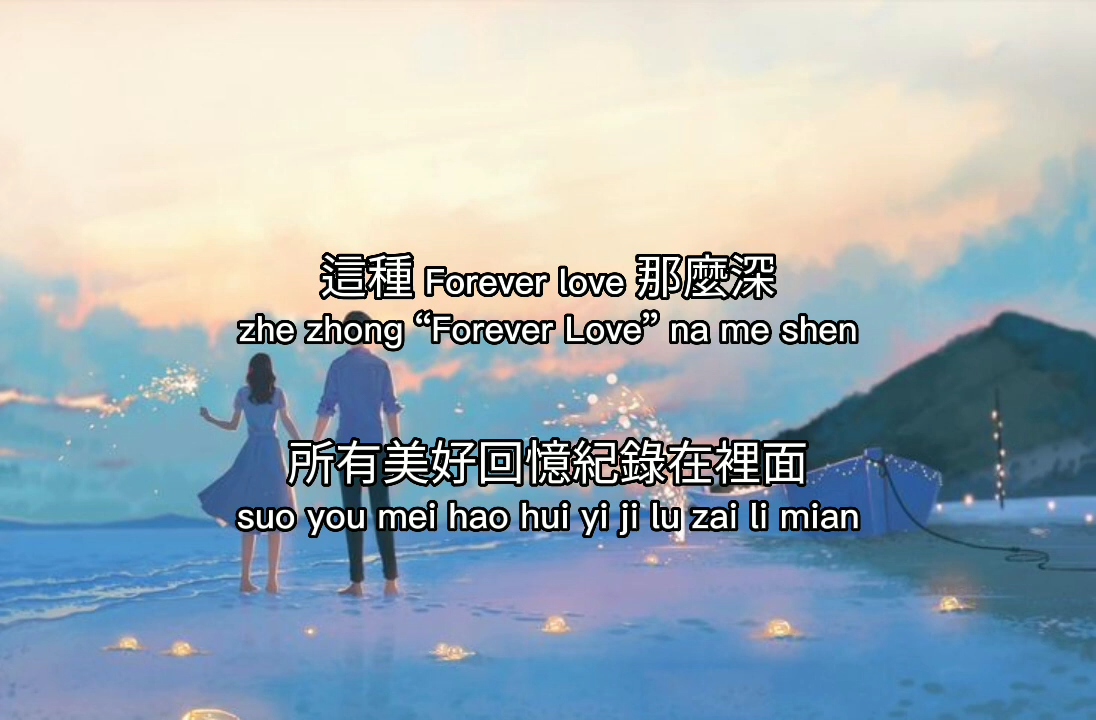 這種 Forever love 那麼深
zhe zhong “Forever Love” na me shen
所有美好回憶紀錄在裡面
suo you mei hao hui yi ji lu zai li mian